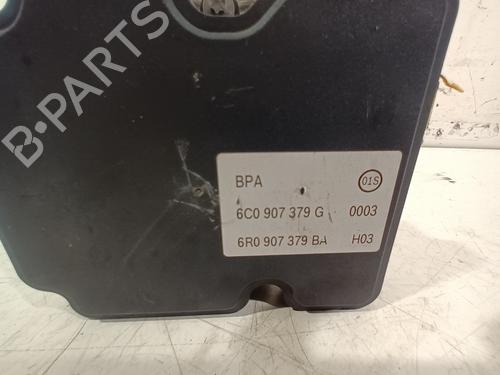 B-PARTS
BPA 01S
6C0 907 379 G 0003
6R0 907 379 BA H03